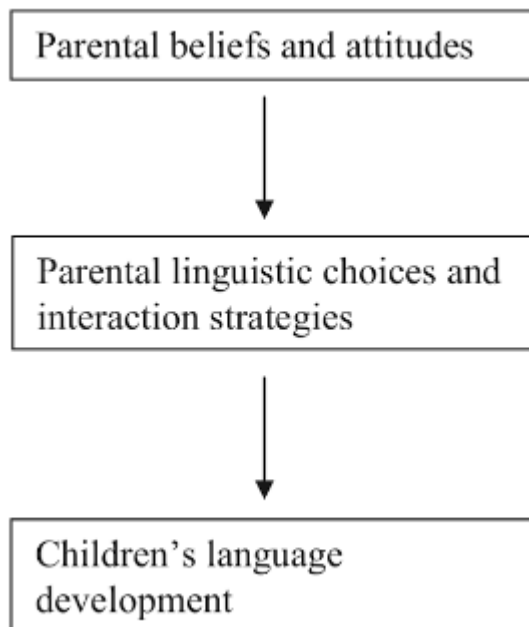 Parental beliefs and attitudes
Parental linguistic choices and
interaction strategies
Children’s language
development